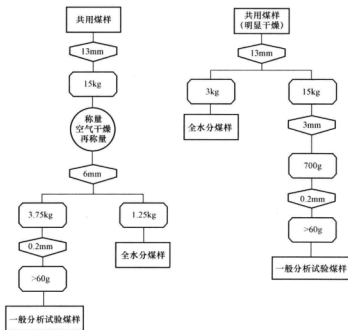 共用煤样
13mm
15kg
称量
空气干燥
再称量
6mm
3.75kg
1.25kg
0.2mm
全水分煤样
>60g
一般分析试验煤样
共用煤样
(明显干燥)
13mm
3kg
15kg
全水分煤样
3mm
700g
0.2mm
>60g
一般分析试验煤样